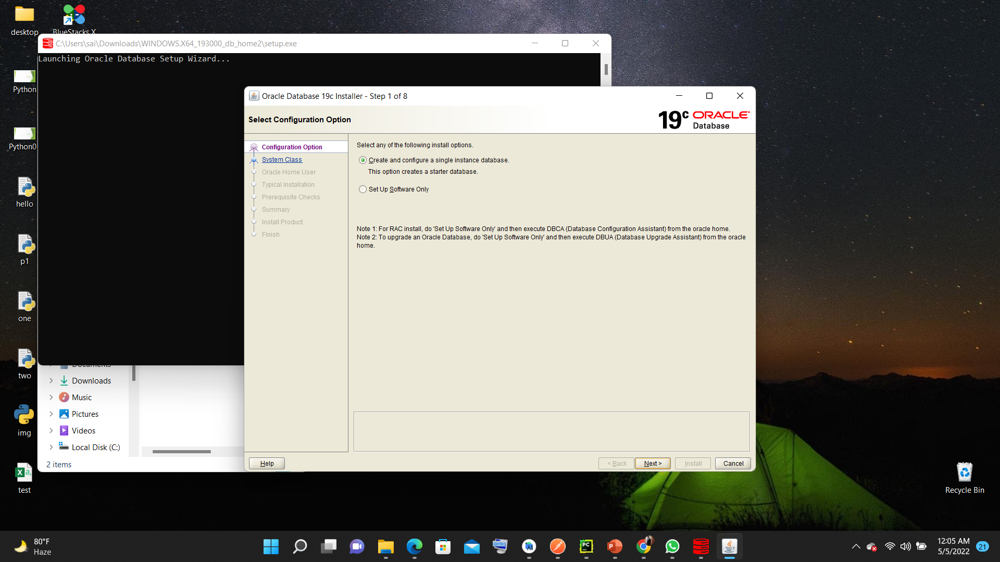 desktop
BlueStacks X
C:\Users\sai\Downloads\WINDOWS.X64_193000_db_home2\setup.exe
Launching Oracle Database Setup Wizard...
Python
Python0
hello
p1
one
two
img
test
Oracle Database 19c Installer - Step 1 of 8
Select Configuration Option
19c ORACLE
Database
Configuration Option
System Class
Oracle Home User
Typical Installation
Prerequisite Checks
Summary
Install Product
Finish
Select any of the following install options.
Create and configure a single instance database.
This option creates a starter database.
Set Up Software Only
Note 1: For RAC install, do 'Set Up Software Only' and then execute DBCA (Database Configuration Assistant) from the oracle home.
Note 2: To upgrade an Oracle Database, do 'Set Up Software Only' and then execute DBUA (Database Upgrade Assistant) from the oracle
home.
Help
< Back
Next >
Install
Cancel
Documents
Downloads
Music
Pictures
Videos
Local Disk (C:)
2 items
Recycle Bin
80°F
Haze
PC
P
12:05 AM
5/5/2022
21